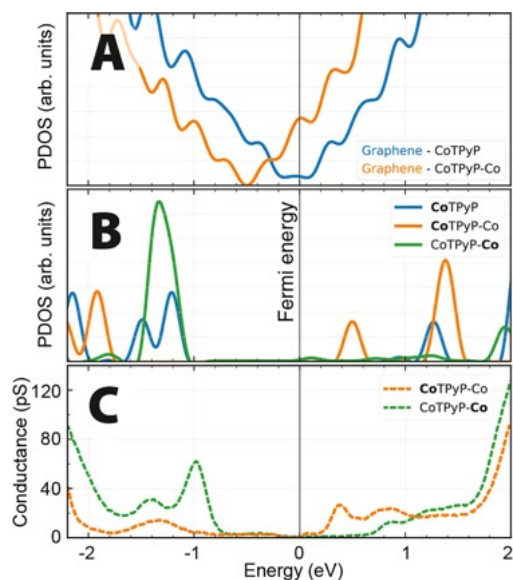 A
PDOS (arb. units)
Graphene - CoTPyP
Graphene - CoTPyP-Co
B
PDOS (arb. units)
Fermi energy
CoTPyP
CoTPyP-Co
CoTPyP-Co
C
Conductance (pS)
120
80
40
0
CoTPyP-Co
CoTPyP-Co
-2 -1 0 1 2
Energy (eV)